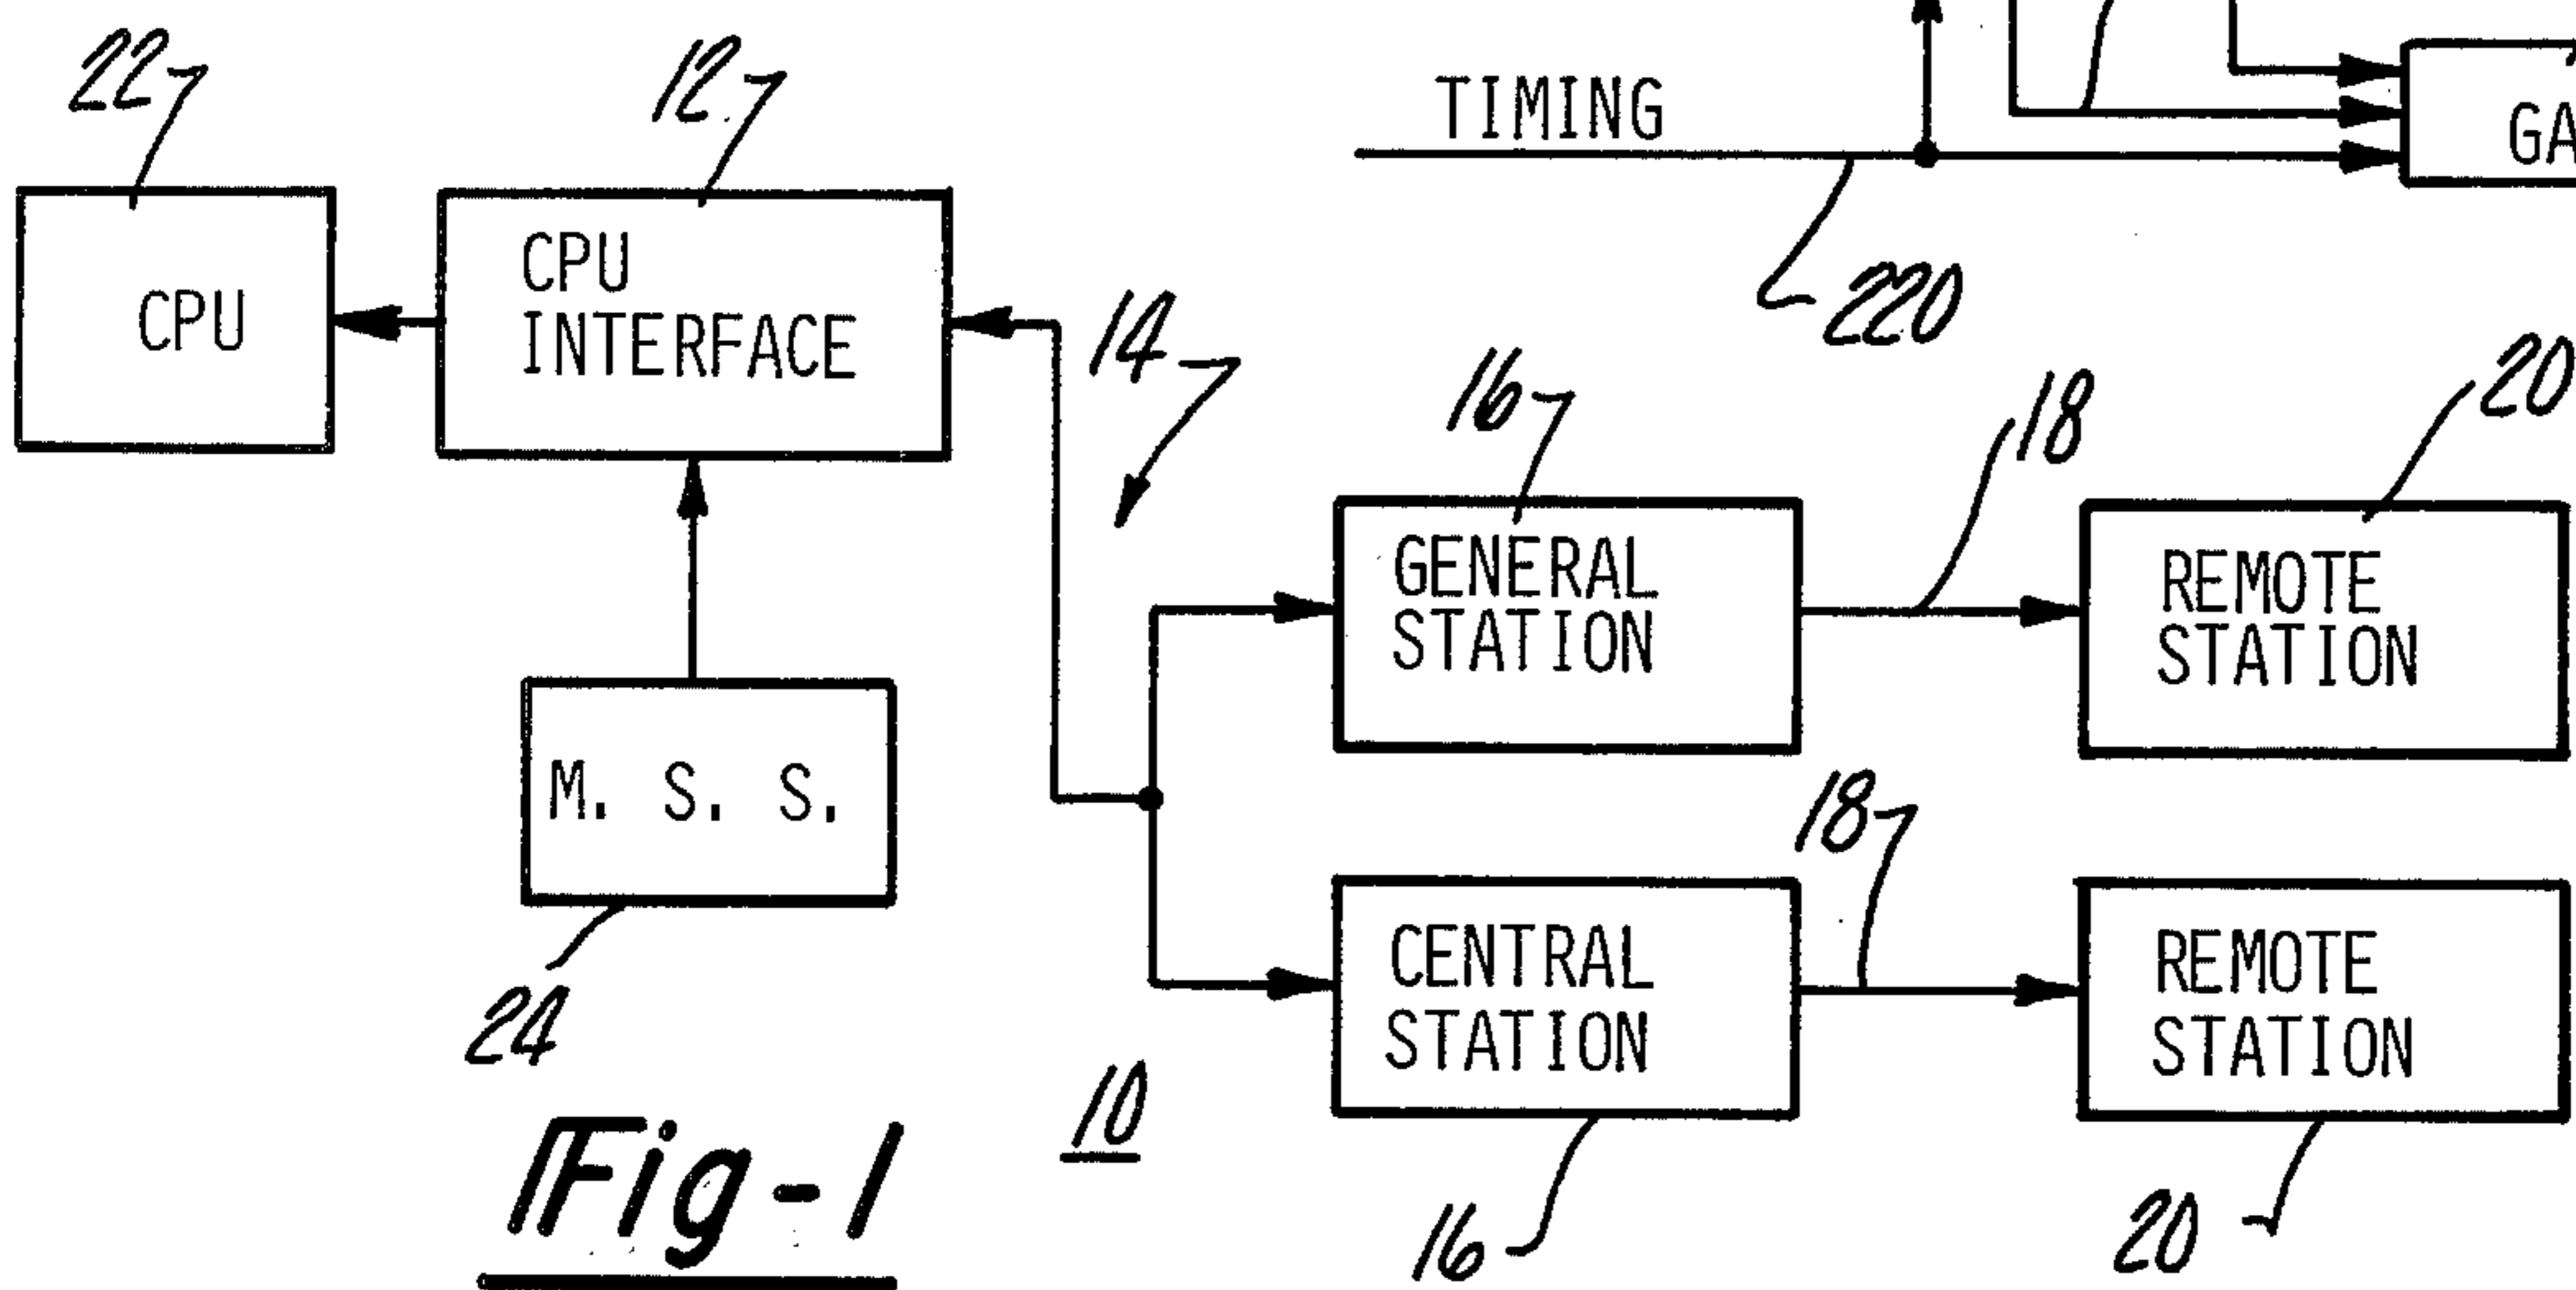 22
12
TIMING
GA
CPU
CPU
INTERFACE
220
14
16
18
20
GENERAL
STATION
REMOTE
STATION
M. S. S.
18
CENTRAL
STATION
REMOTE
STATION
24
10
Fig-1
16
20